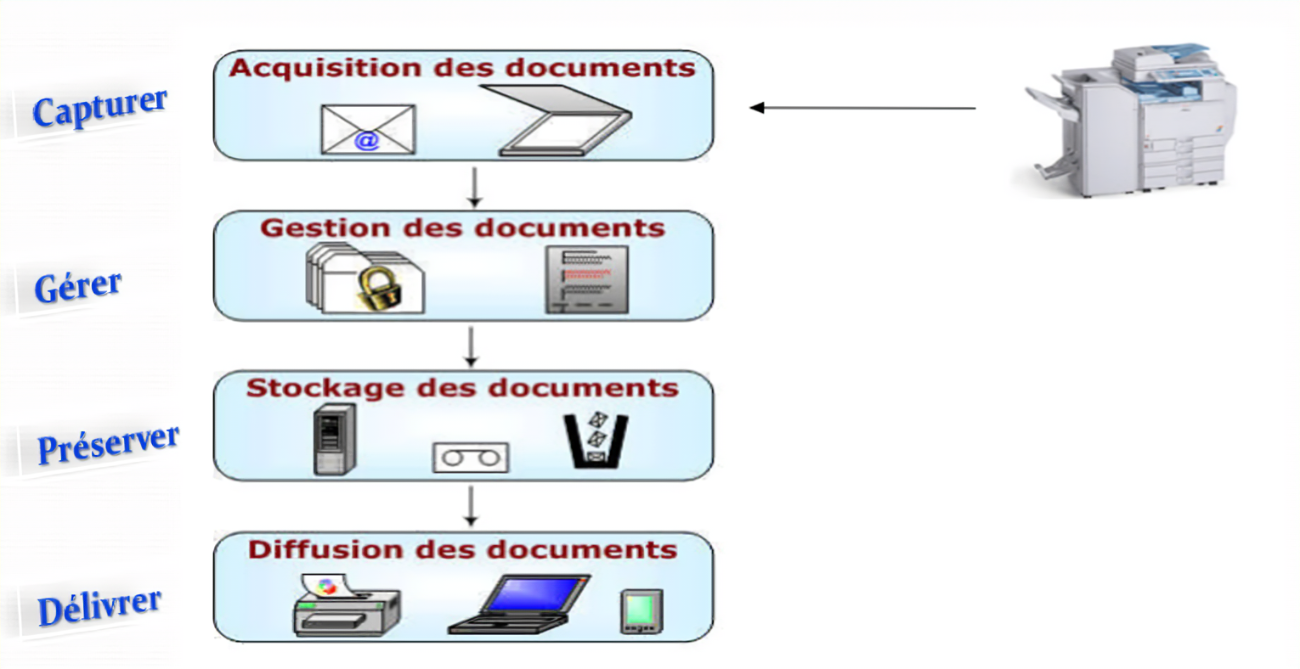 Capturer
Acquisition des documents
@
Gérer
Gestion des documents
Préserver
Stockage des documents
Délivrer
Diffusion des documents